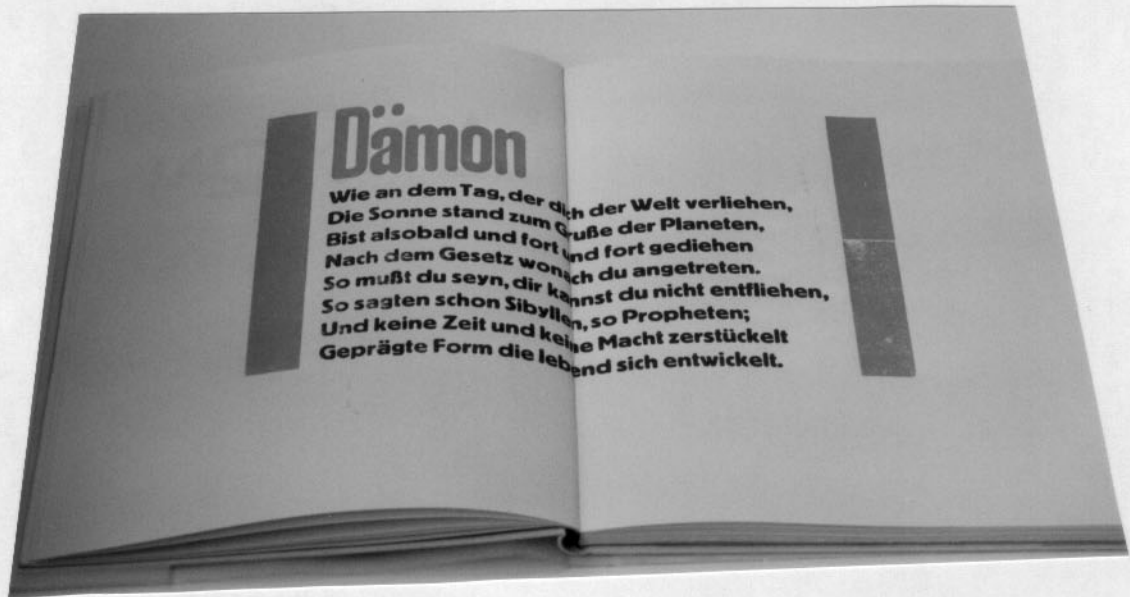 Dämon
Wie an dem Tag, der dich der Welt verliehen,
Die Sonne stand zum Gruße der Planeten,
Bist alsobald und fort und fort gediehen
Nach dem Gesetz wonach du angetreten.
So mußt du seyn, dir kannst du nicht entfliehen,
So sagten schon Sibyllen, so Propheten;
Und keine Zeit und keine Macht zerstückelt
Geprägte Form die lebend sich entwickelt.